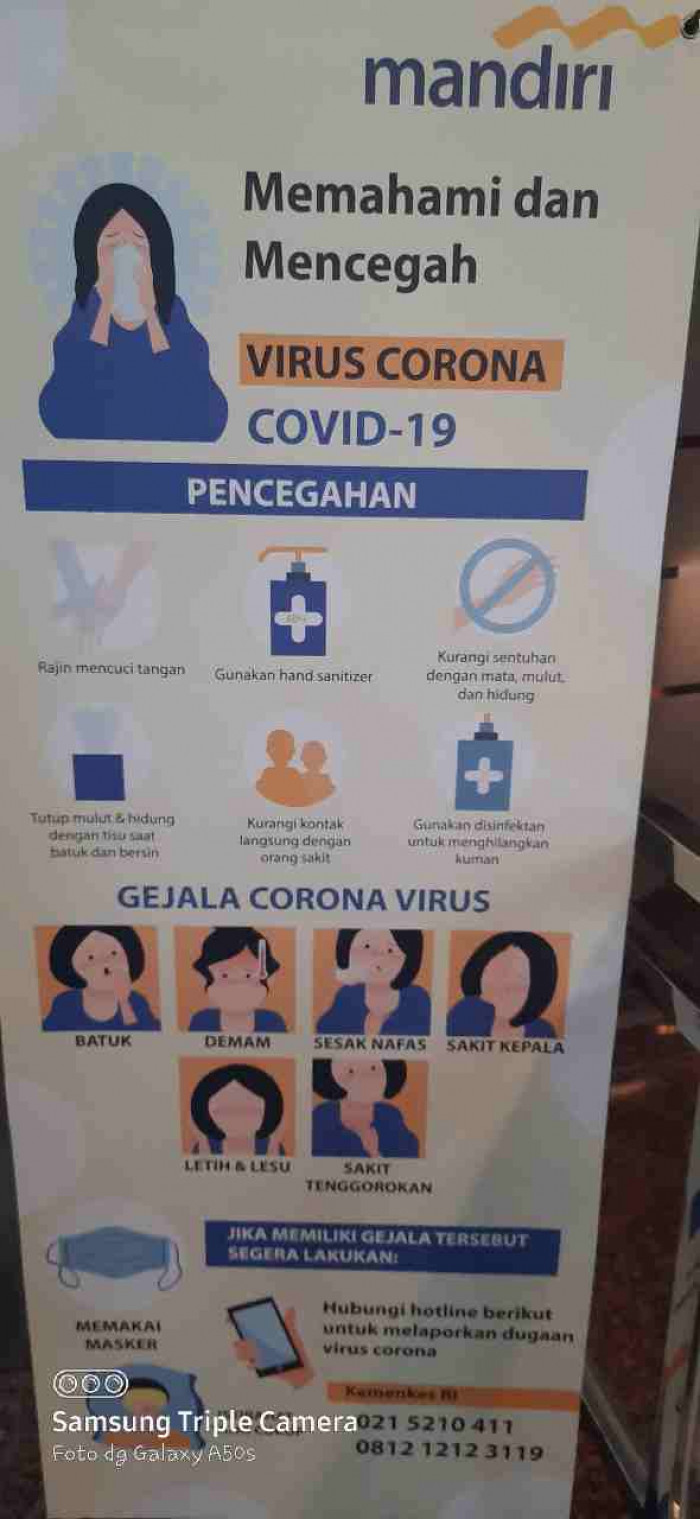 mandiri
Memahami dan
Mencegah
VIRUS CORONA
COVID-19
PENCEGAHAN
Rajin mencuci tangan
Gunakan hand sanitizer
Kurangi sentuhan
dengan mata, mulut,
dan hidung
Tutup mulut & hidung
dengan tisu saat
batuk dan bersin
Kurangi kontak
langsung dengan
orang sakit
Gunakan disinfektan
untuk menghilangkan
kuman
GEJALA CORONA VIRUS
BATUK
DEMAM
SESAK NAFAS
SAKIT KEPALA
LETIH & LESU
SAKIT
TENGGOROKAN
JIKA MEMILIKI GEJALA TERSEBUT
SEGERA LAKUKAN:
MEMAKAI
MASKER
Hubungi hotline berikut
untuk melaporkan dugaan
virus corona
Kemenkes RI
021 5210 411
0812 1212 3119
Samsung Triple Camera
Foto dg Galaxy A50s